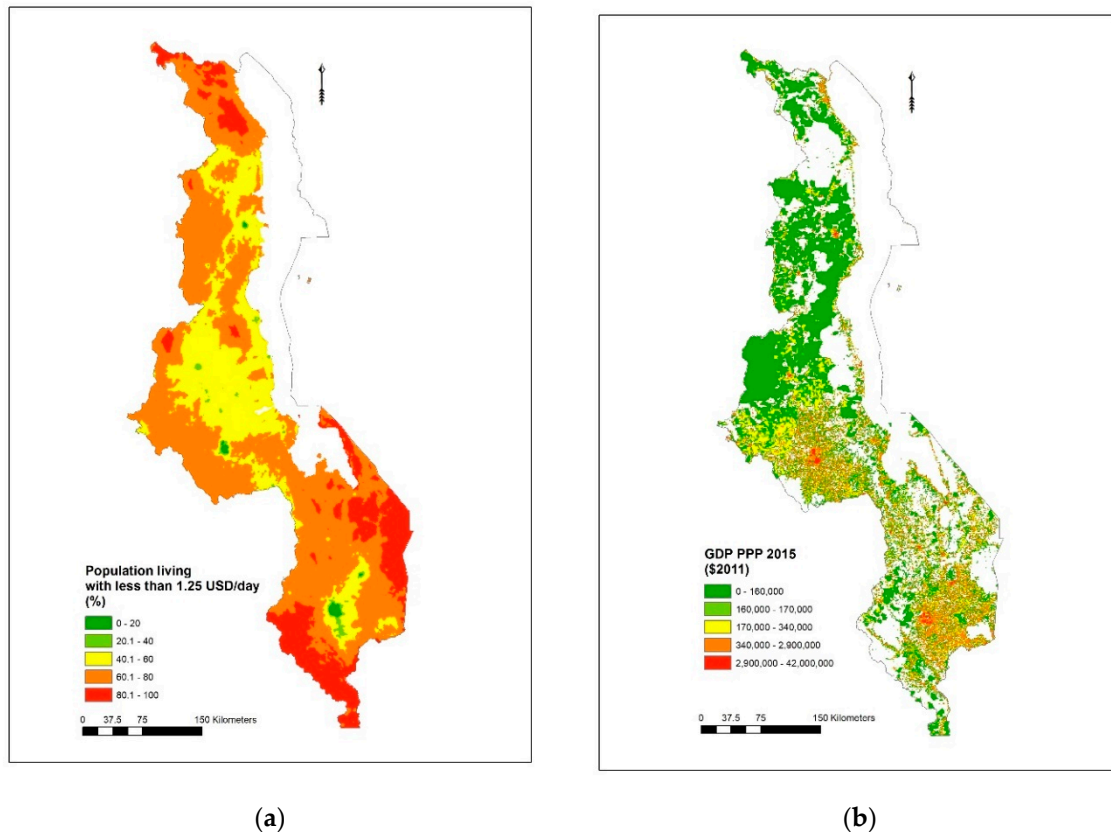 Population living
with less than 1.25 USD/day
(%)
0 - 20
20.1 - 40
40.1 - 60
60.1 - 80
80.1 - 100
0 37.5 75 150 Kilometers
(a)
GDP PPP 2015
($2011)
0 - 160,000
160,000 - 170,000
170,000 - 340,000
340,000 - 2.900,000
2,900,000 - 42,000,000
0 37.5 75 150 Kilometers
(b)